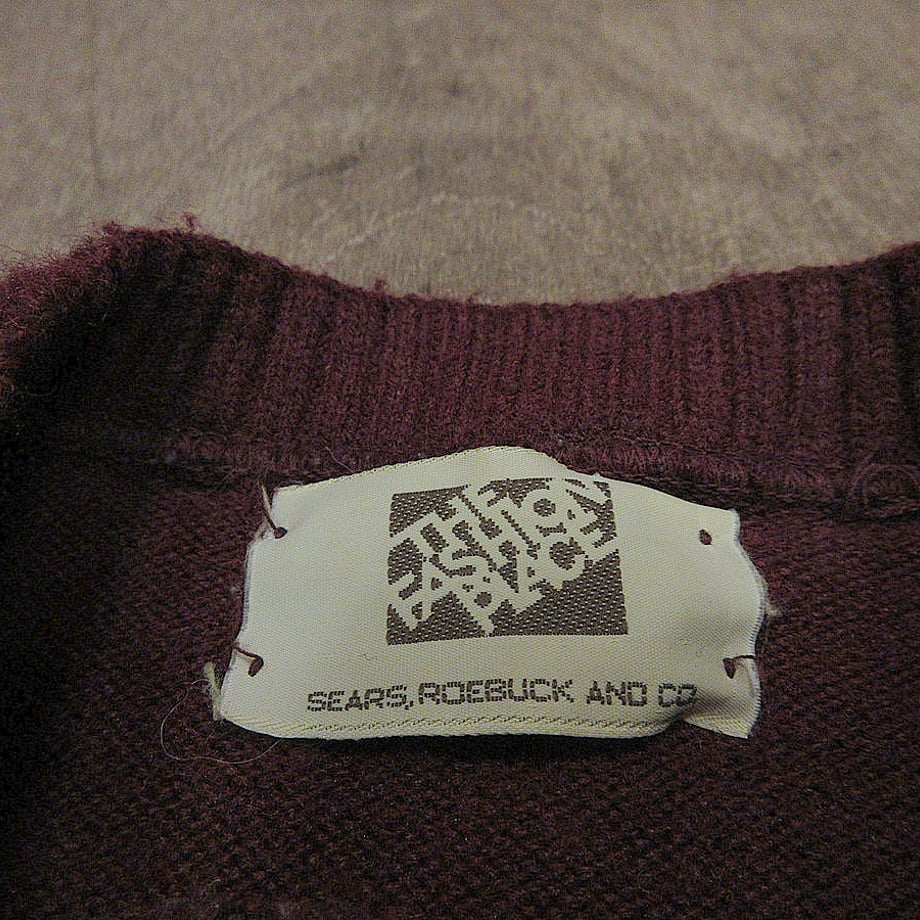 THE
FASHION
PLACE
SEARS, ROEBUCK AND CO